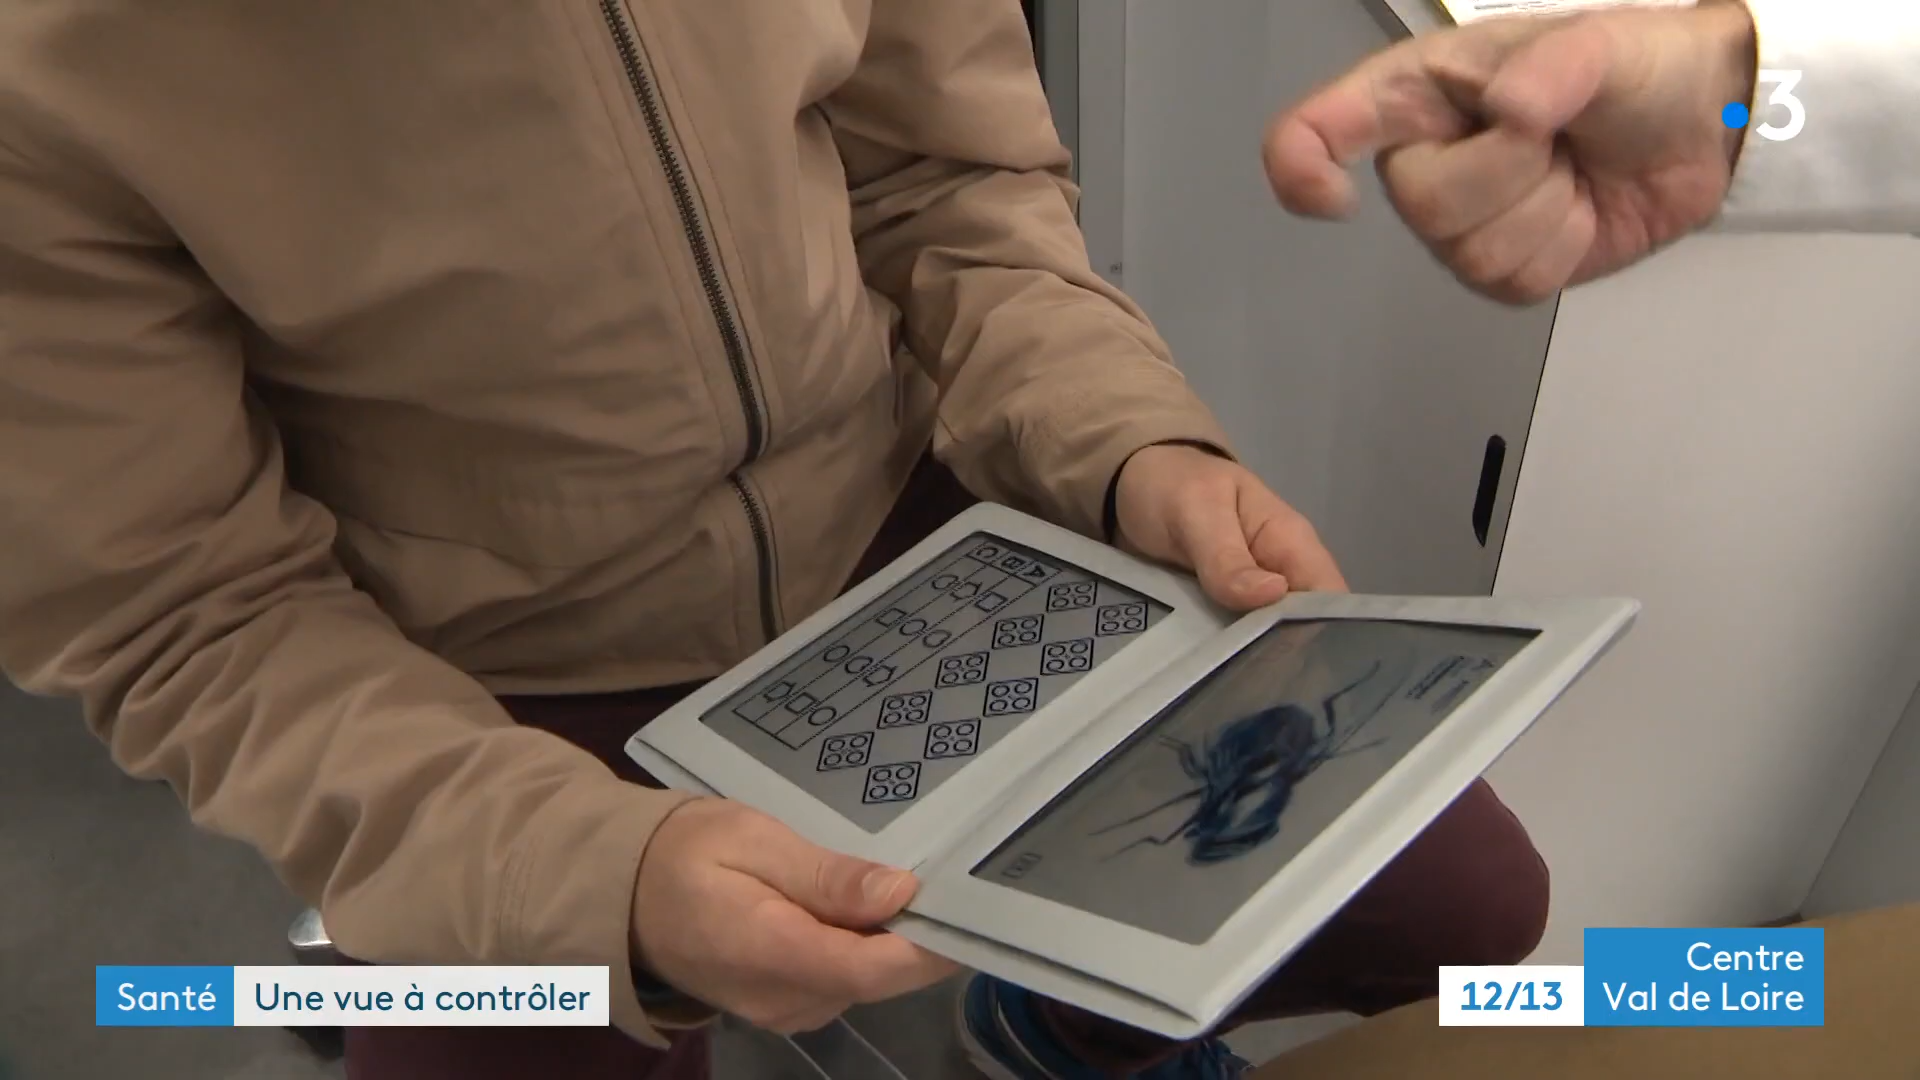 3
C B A
Santé Une vue à contrôler
12/13
Centre
Val de Loire